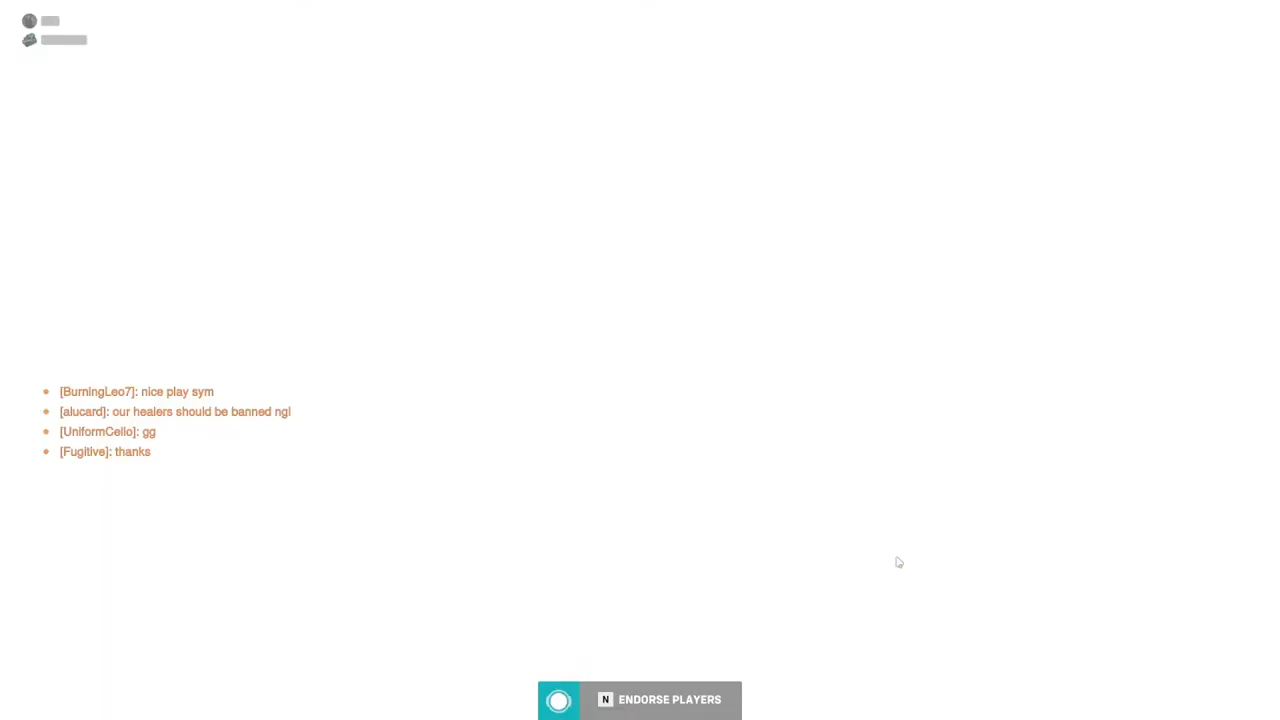 [BurningLeo7]: nice play sym
[alucard]: our healers should be banned ngl
[UniformCello]: gg
[Fugitive]: thanks
N ENDORSE PLAYERS